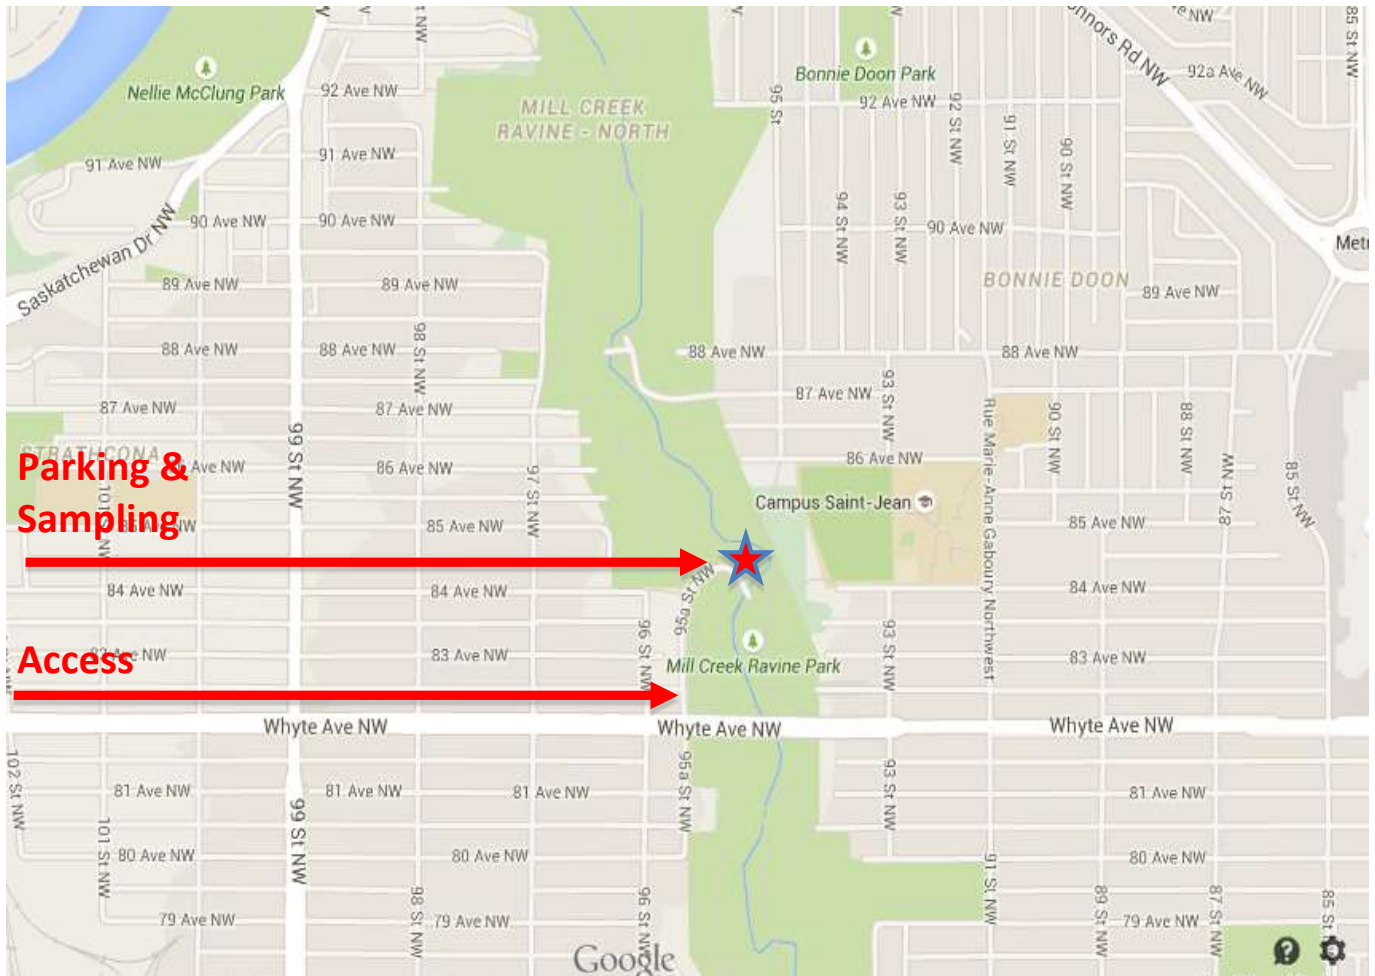 92 Ave NW
Nellie McClung Park
MILL CREEK
RAVINE - NORTH
Bonnie Doon Park
92 Ave NW
95 St
92 St NW
91 St NW
90 St NW
92a Ave NW
85 St NW
91 Ave NW
91 Ave NW
90 Ave NW
90 Ave NW
94 St NW
93 St NW
90 Ave NW
Saskatchewan Dr NW
89 Ave NW
89 Ave NW
BONNIE DOON
89 Ave NW
88 Ave NW
88 Ave NW
98 St NW
88 Ave NW
88 Ave NW
87 Ave NW
87 Ave NW
87 Ave NW
93 St NW
90 St NW
88 St NW
99 St NW
Rue Marie-Anne Gaboury Northwest
Parking &
Sampling
Ave NW
86 Ave NW
97 St NW
86 Ave NW
87 St NW
85 St NW
Campus Saint-Jean
85 Ave NW
85 Ave NW
84 Ave NW
84 Ave NW
95a St NW
84 Ave NW
Access
83 Ave NW
96 St NW
Mill Creek Ravine Park
93 St NW
83 Ave NW
Whyte Ave NW
Whyte Ave NW
Whyte Ave NW
102 St NW
81 Ave NW
81 Ave NW
81 Ave NW
95a St NW
93 St NW
81 Ave NW
101 St NW
80 Ave NW
99 St NW
80 Ave NW
80 Ave NW
79 Ave NW
98 St NW
79 Ave NW
96 St NW
91 St NW
89 St NW
79 Ave NW
87 St NW
Google